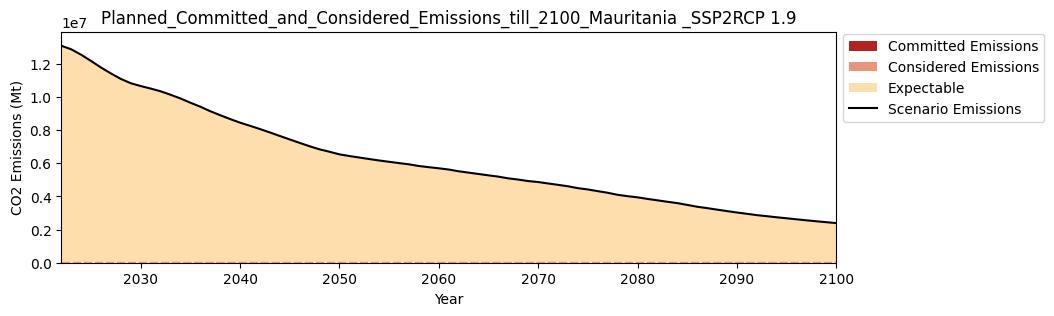 Planned_Committed_and_Considered_Emissions_till_2100_Mauritania _SSP2RCP 1.9
1e7
1.2
1.0
0.8
0.6
0.4
0.2
0.0
CO2 Emissions (Mt)
2030 2040 2050 2060 2070 2080 2090 2100
Year
Committed Emissions
Considered Emissions
Expectable
Scenario Emissions